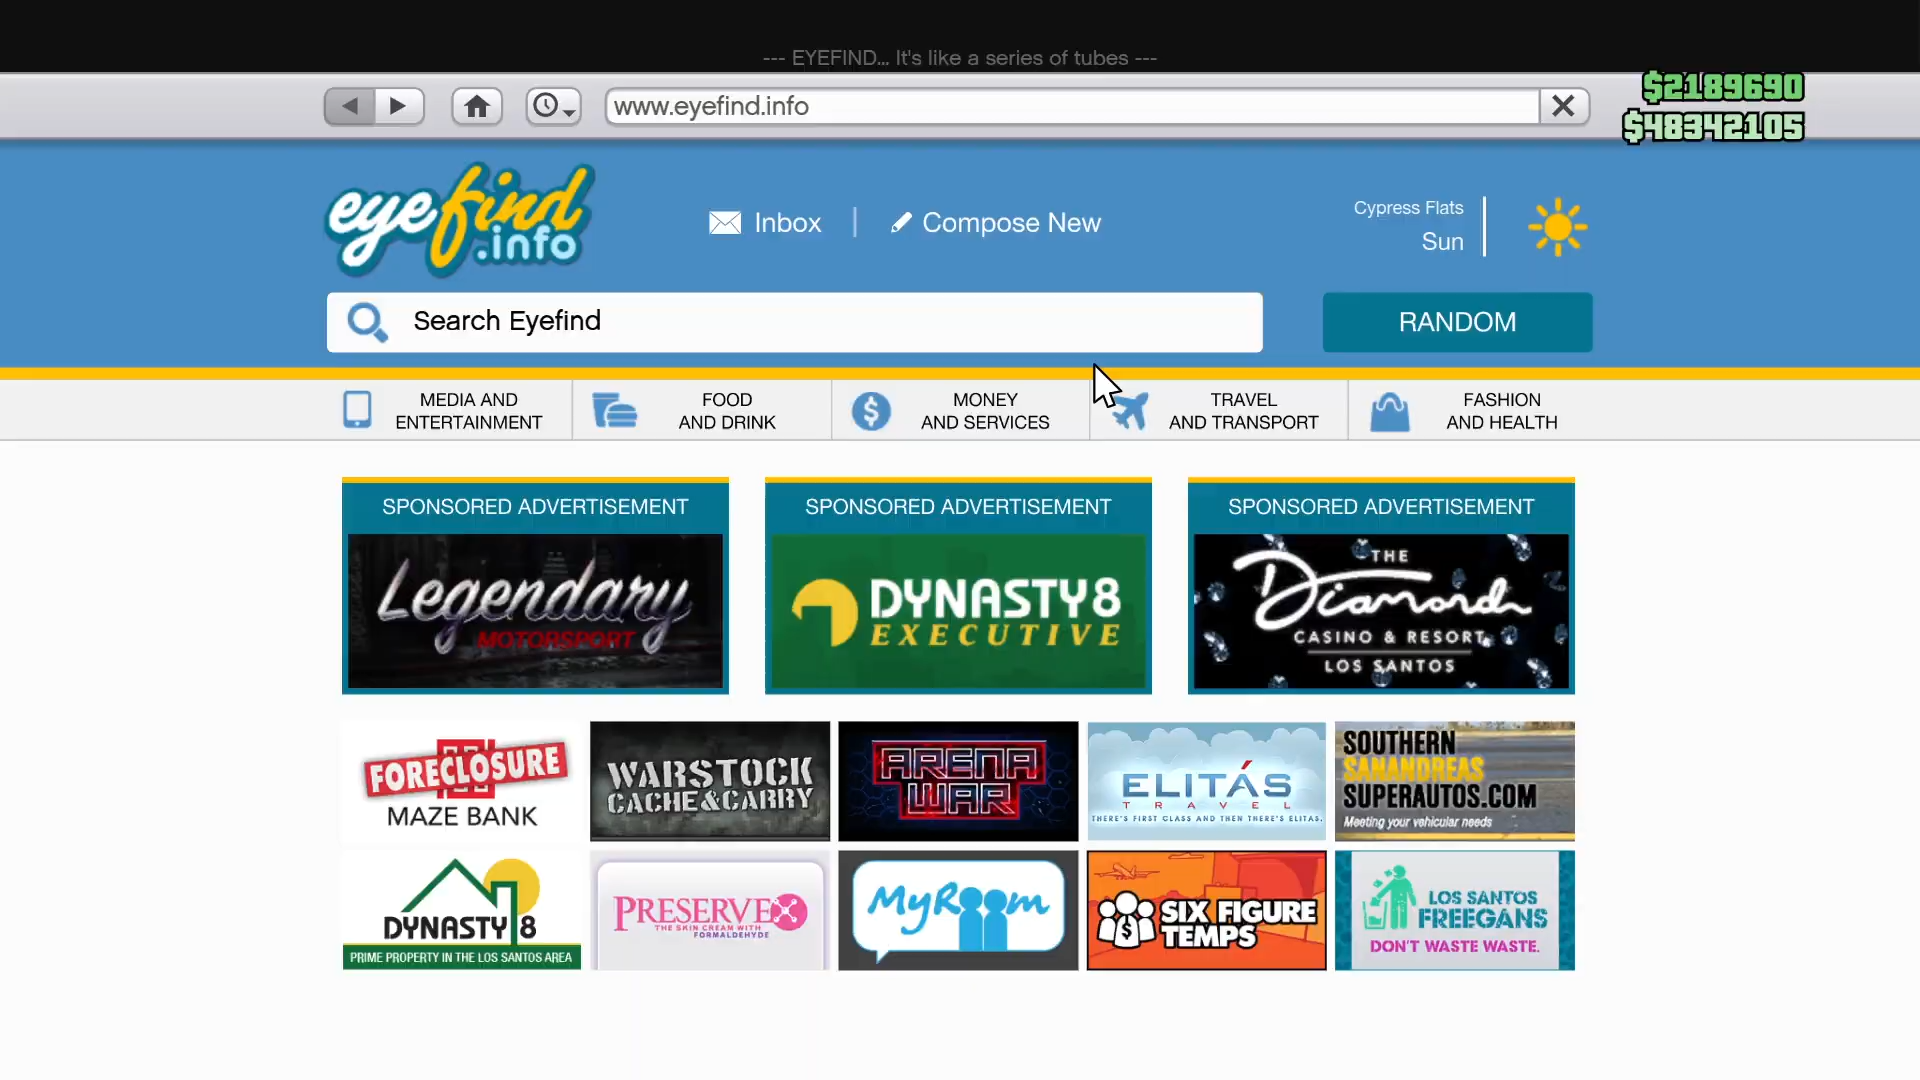 --- EYEFIND... It's like a series of tubes ---
www.eyefind.info
$2189690
$48342105
eyefind
.info
Inbox
Compose New
Cypress Flats
Sun
Search Eyefind
RANDOM
MEDIA AND
ENTERTAINMENT
FOOD
AND DRINK
MONEY
AND SERVICES
TRAVEL
AND TRANSPORT
FASHION
AND HEALTH
SPONSORED ADVERTISEMENT
Legendary
MOTORSPORT
SPONSORED ADVERTISEMENT
DYNASTY8
EXECUTIVE
SPONSORED ADVERTISEMENT
THE
Diamond
CASINO & RESORT
LOS SANTOS
FORECLOSURE
MAZE BANK
WARSTOCK
CACHE&CARRY
ARENA
WAR
ELITÁS
TRAVEL
THERE'S FIRST CLASS AND THEN THERE'S ELITAS.
SOUTHERN
SANANDREAS
SUPERAUTOS.COM
Meeting your vehicular needs
DYNASTY 8
PRIME PROPERTY IN THE LOS SANTOS AREA
PRESERVEX
THE SKIN CREAM WITH
FORMALDEHYDE
MyRoom
SIX FIGURE
TEMPS
LOS SANTOS
FREEGANS
DON'T WASTE WASTE.